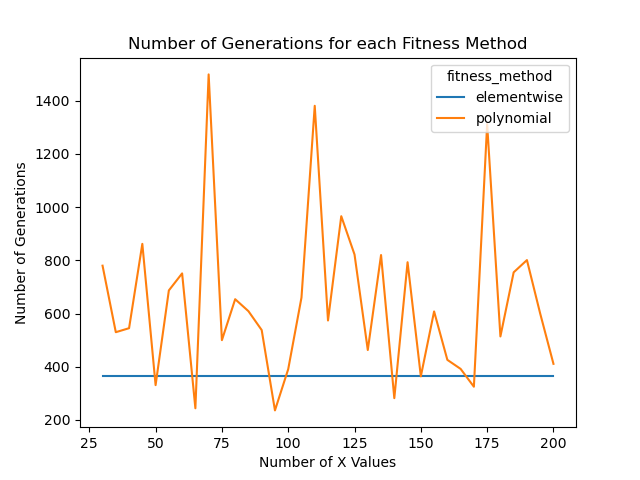 Number of Generations for each Fitness Method
fitness_method
elementwise
polynomial
Number of Generations
1400
1200
1000
800
600
400
200
25 50 75 100 125 150 175 200
Number of X Values